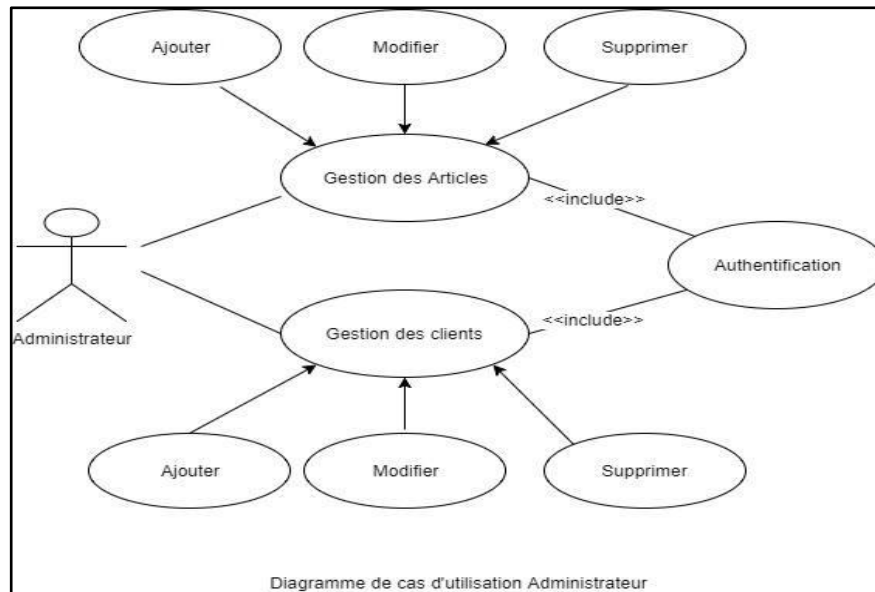 Ajouter
Modifier
Supprimer
Gestion des Articles
<<include>>
Authentification
Administrateur
Gestion des clients
<<include>>
Ajouter
Modifier
Supprimer
Diagramme de cas d'utilisation Administrateur